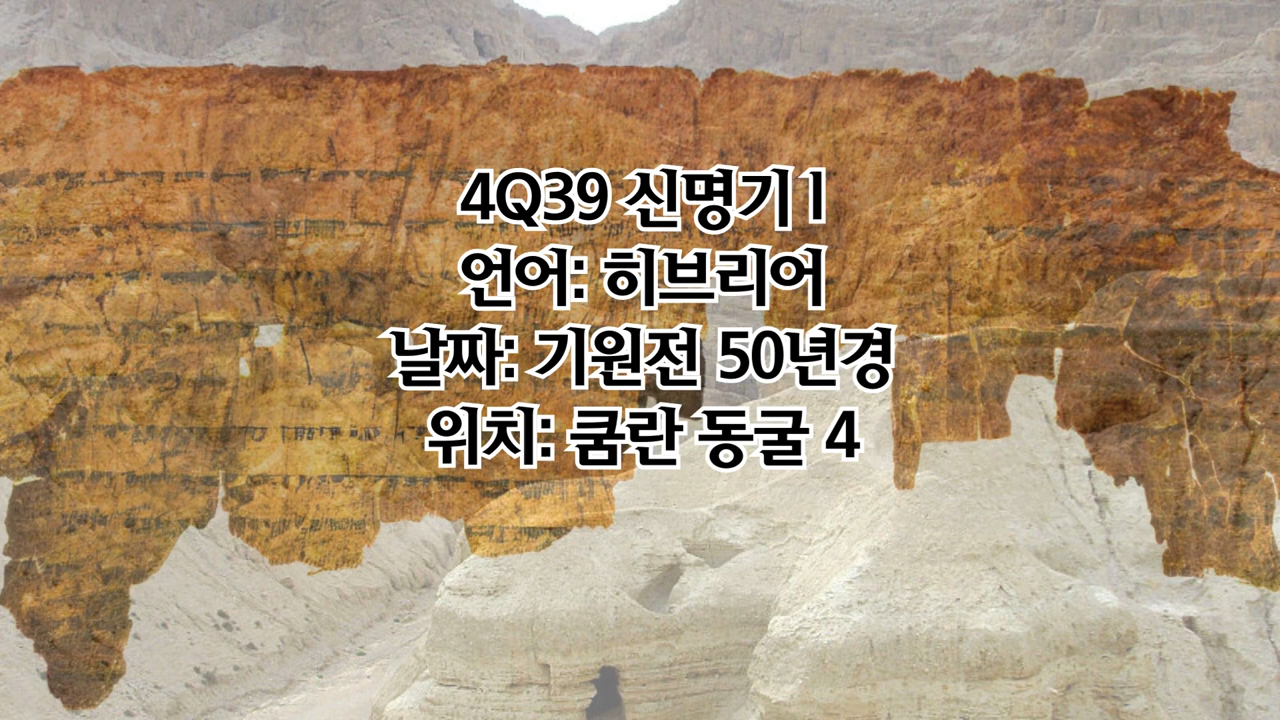 4Q39 신명기 l
언어: 히브리어
날짜: 기원전 50년경
위치: 쿰란 동굴 4